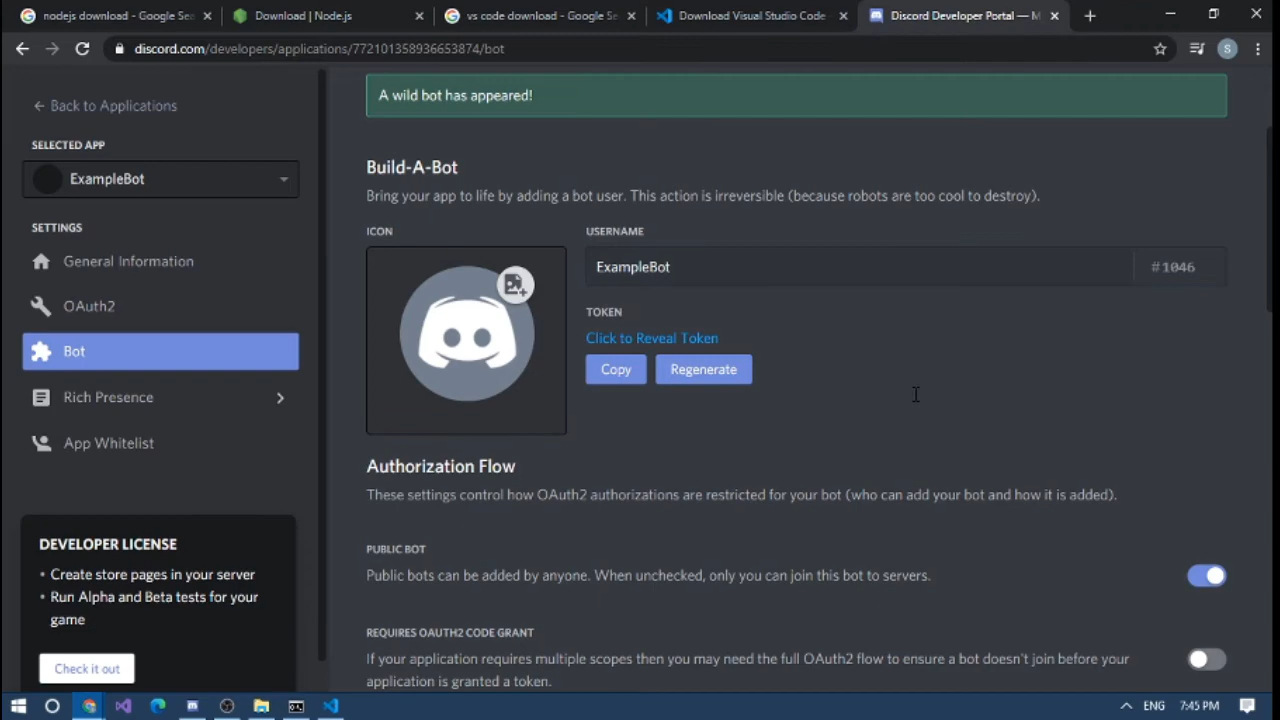 nodejs download - Google Se
Download | Node.js
vs code download - Google Se
Download Visual Studio Code
Discord Developer Portal — M
discord.com/developers/applications/772101358936653874/bot
S
← Back to Applications
SELECTED APP
ExampleBot
SETTINGS
General Information
OAuth2
Bot
Rich Presence
App Whitelist
DEVELOPER LICENSE
• Create store pages in your server
• Run Alpha and Beta tests for your
game
Check it out
A wild bot has appeared!
Build-A-Bot
Bring your app to life by adding a bot user. This action is irreversible (because robots are too cool to destroy).
ICON
USERNAME
ExampleBot
#1046
TOKEN
Click to Reveal Token
Copy
Regenerate
Authorization Flow
These settings control how OAuth2 authorizations are restricted for your bot (who can add your bot and how it is added).
PUBLIC BOT
Public bots can be added by anyone. When unchecked, only you can join this bot to servers.
REQUIRES OAUTH2 CODE GRANT
If your application requires multiple scopes then you may need the full OAuth2 flow to ensure a bot doesn't join before your
application is granted a token.
ENG
7:45 PM